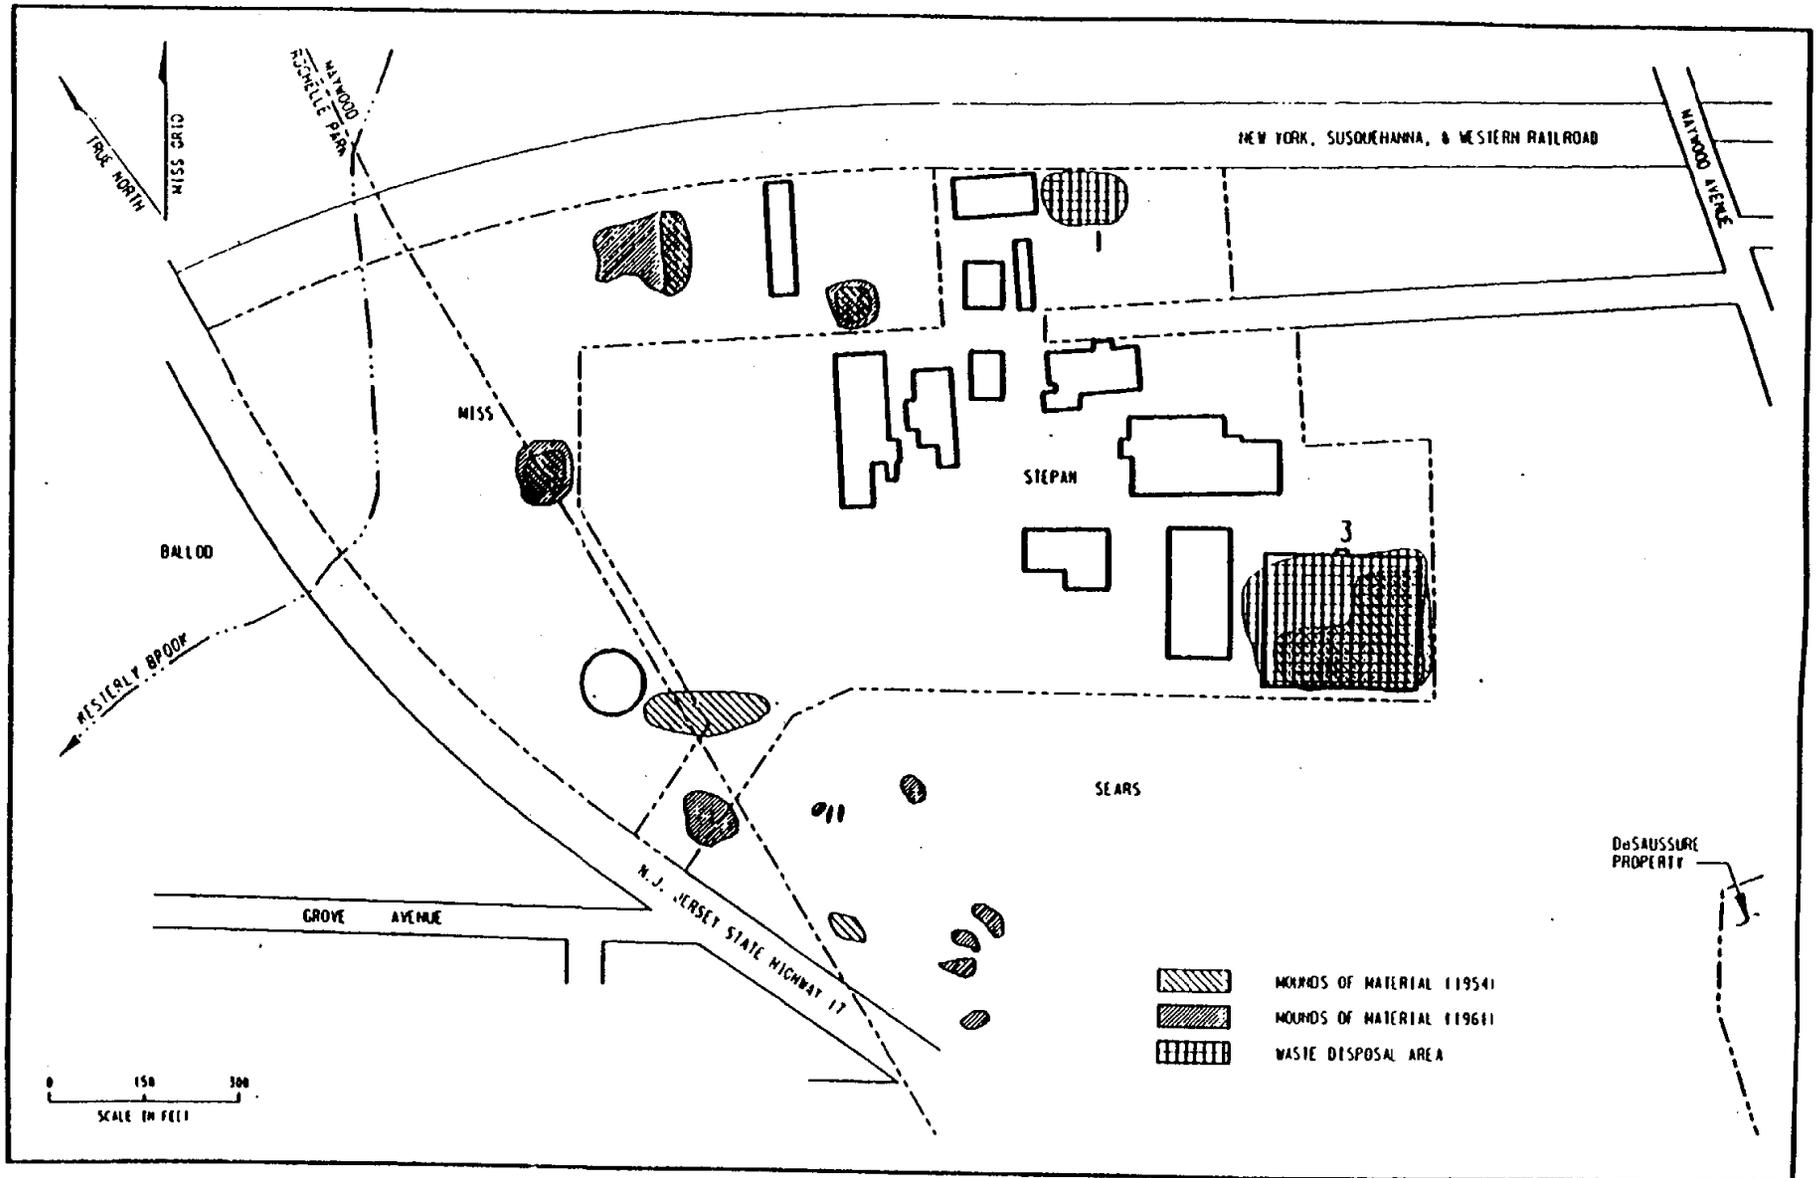 MAYWOOD
ROCHELLE PARK
TRUE NORTH
MISS GRID
NEW YORK, SUSQUEHANNA, & WESTERN RAILROAD
MAYWOOD AVENUE
1
MISS
STEPAN
3
BALLOD
WESTERLY BROOK
SEARS
DeSAUSSURE
PROPERTY
N.J. JERSEY STATE HIGHWAY 17
GROVE AVENUE
MOUNDS OF MATERIAL (1954)
MOUNDS OF MATERIAL (1961)
WASTE DISPOSAL AREA
0 150 300
SCALE IN FEET